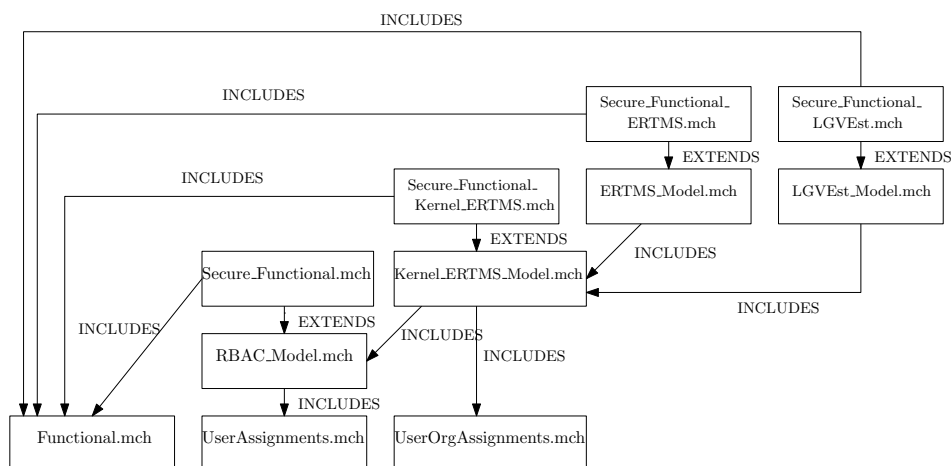 INCLUDES
INCLUDES
Secure_Functional_
ERTMS.mch
Secure_Functional_
LGVEst.mch
EXTENDS
EXTENDS
INCLUDES
Secure_Functional_
Kernel_ERTMS.mch
ERTMS_Model.mch
LGVEst_Model.mch
EXTENDS
INCLUDES
Secure_Functional.mch
Kernel_ERTMS_Model.mch
INCLUDES
INCLUDES
EXTENDS
INCLUDES
RBAC_Model.mch
INCLUDES
INCLUDES
Functional.mch
UserAssignments.mch
UserOrgAssignments.mch